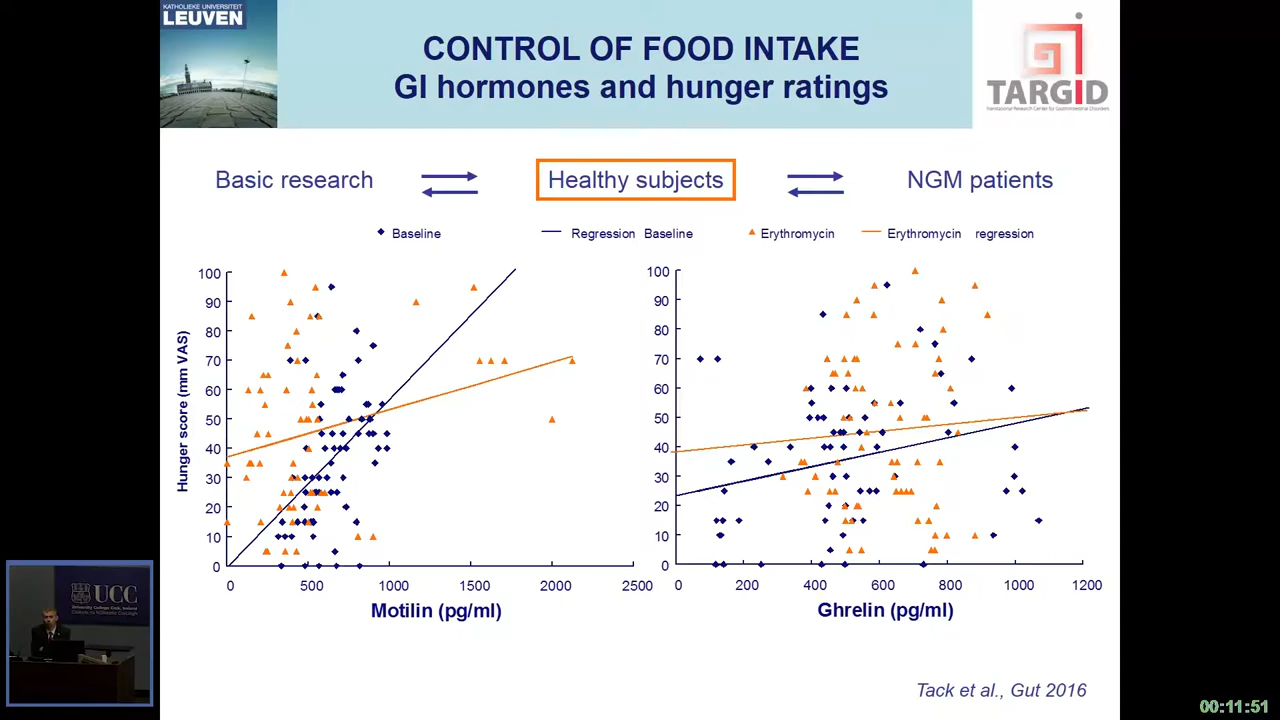 KATHOLIEKE UNIVERSITEIT
LEUVEN
CONTROL OF FOOD INTAKE
GI hormones and hunger ratings
TARGID
Translational Research Center for Gastrointestinal Disorders
Basic research
Healthy subjects
NGM patients
Baseline
Regression Baseline
Erythromycin
Erythromycin regression
Hunger score (mm VAS)
100
90
80
70
60
50
40
30
20
10
0
0 500 1000 1500 2000 2500
Motilin (pg/ml)
100
90
80
70
60
50
40
30
20
10
0
0 200 400 600 800 1000 1200
Ghrelin (pg/ml)
UCC
University College Cork, Ireland
Tack et al., Gut 2016
00:11:51